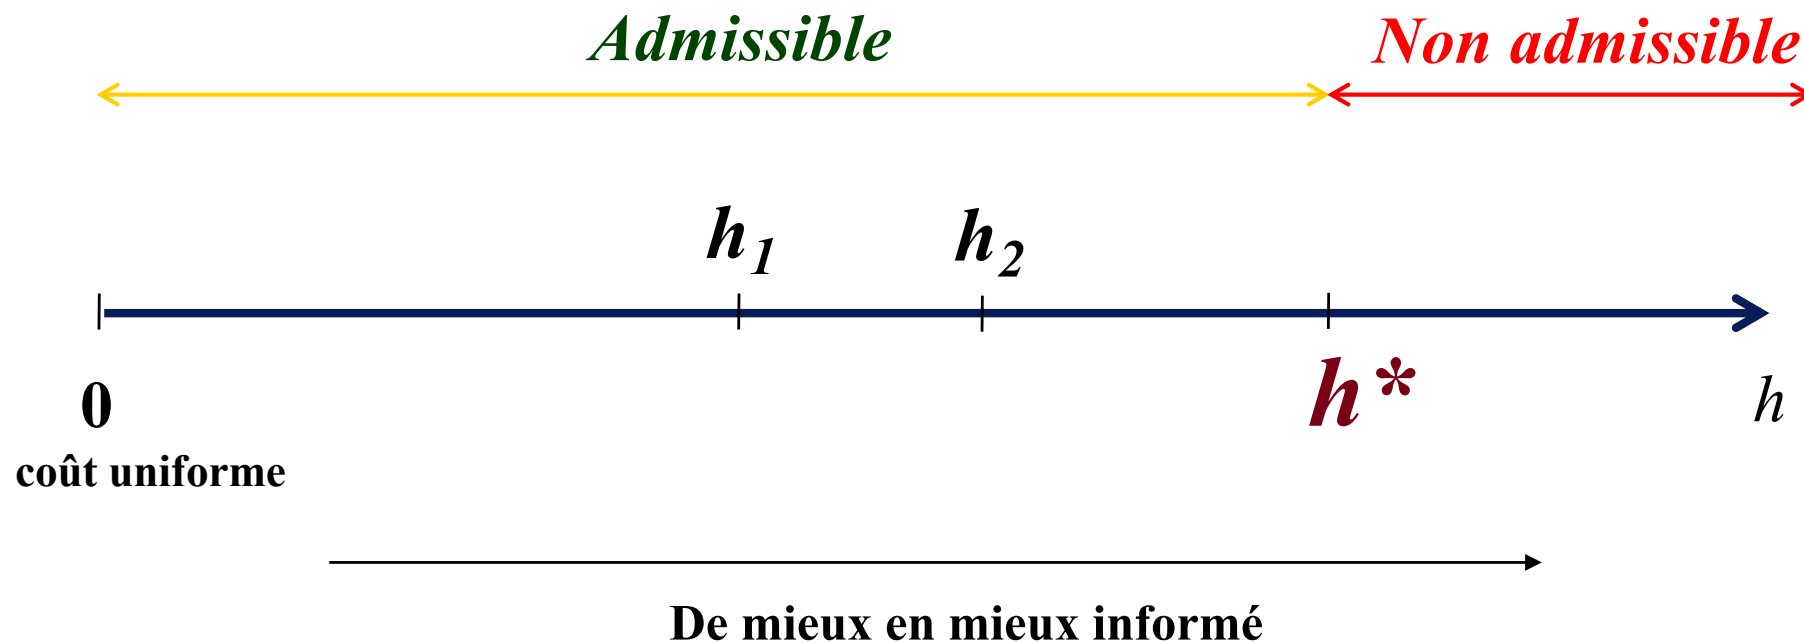 Admissible
Non admissible
h1
h2
0
h*
h
coût uniforme
De mieux en mieux informé